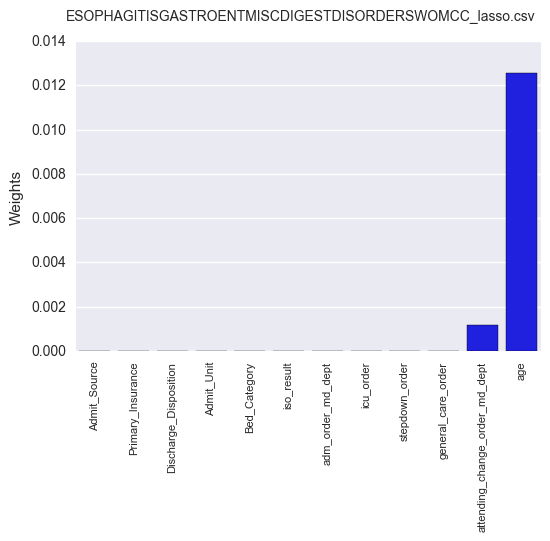 ESOPHAGITISGASTROENTMISCDIGESTDISORDERSWOMCC_lasso.csv
0.014
0.012
0.010
0.008
0.006
0.004
0.002
0.000
Weights
Admit_Source
Primary_Insurance
Discharge_Disposition
Admit_Unit
Bed_Category
iso_result
adm_order_md_dept
icu_order
stepdown_order
general_care_order
attending_change_order_md_dept
age